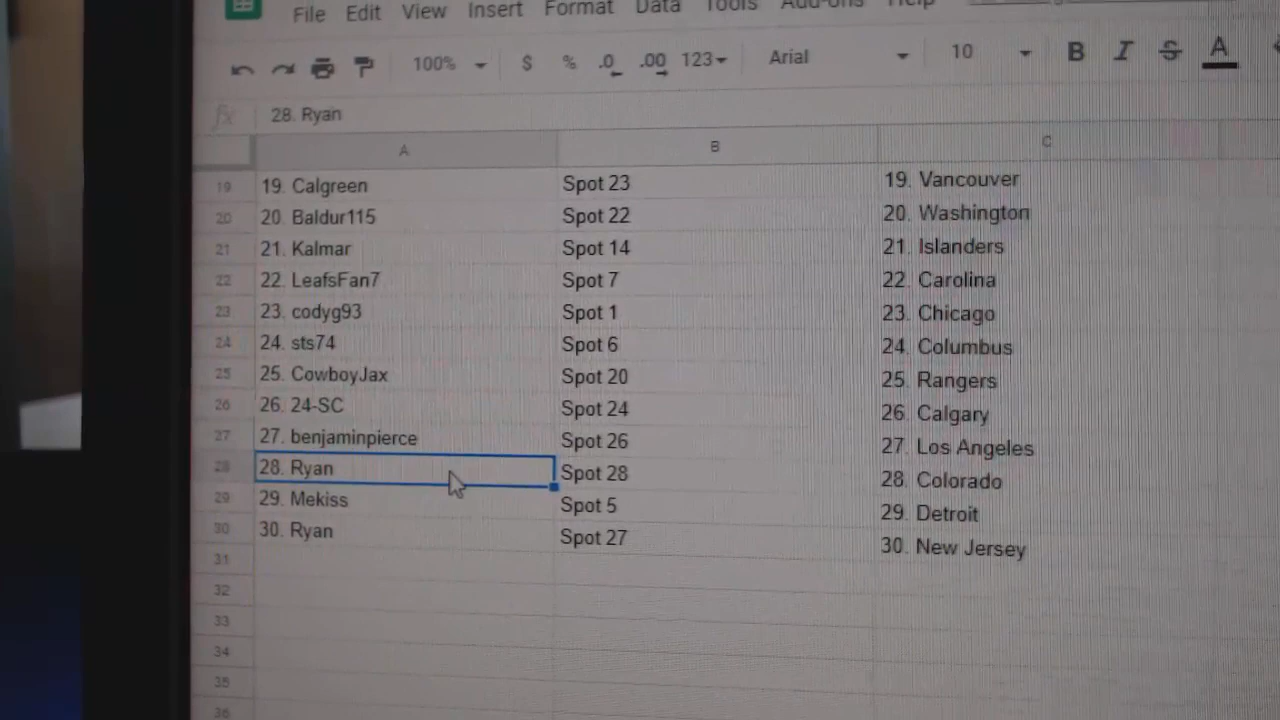 File Edit View Insert Format Data Tools Add-ons Help
100% $ % .0 .00 123 Arial 10 B I S A
fx 28. Ryan
A B C
19 19. Calgreen Spot 23 19. Vancouver
20 20. Baldur115 Spot 22 20. Washington
21 21. Kalmar Spot 14 21. Islanders
22 22. LeafsFan7 Spot 7 22. Carolina
23 23. codyg93 Spot 1 23. Chicago
24 24. sts74 Spot 6 24. Columbus
25 25. CowboyJax Spot 20 25. Rangers
26 26. 24-SC Spot 24 26. Calgary
27 27. benjaminpierce Spot 26 27. Los Angeles
28 28. Ryan Spot 28 28. Colorado
29 29. Mekiss Spot 5 29. Detroit
30 30. Ryan Spot 27 30. New Jersey
31
32
33
34
35
36